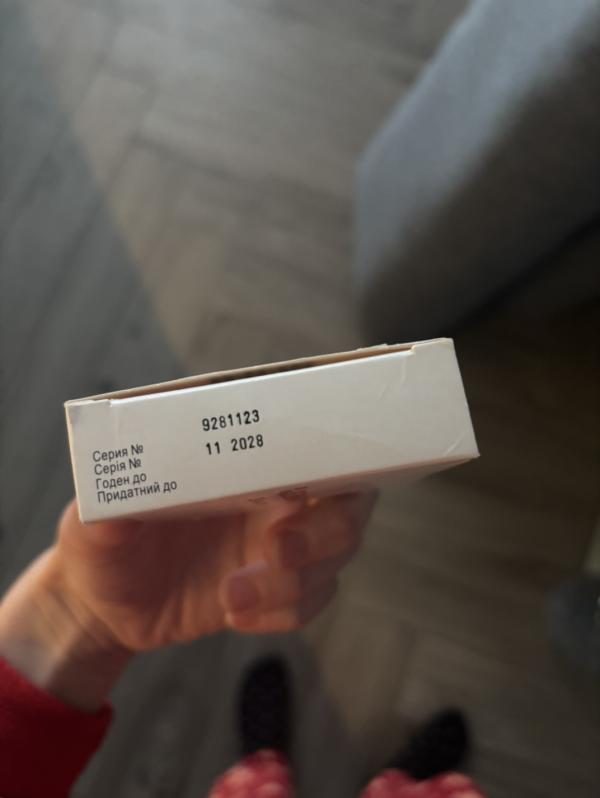 9281123
11 2028
Серия №
Серія №
Годен до
Придатний до